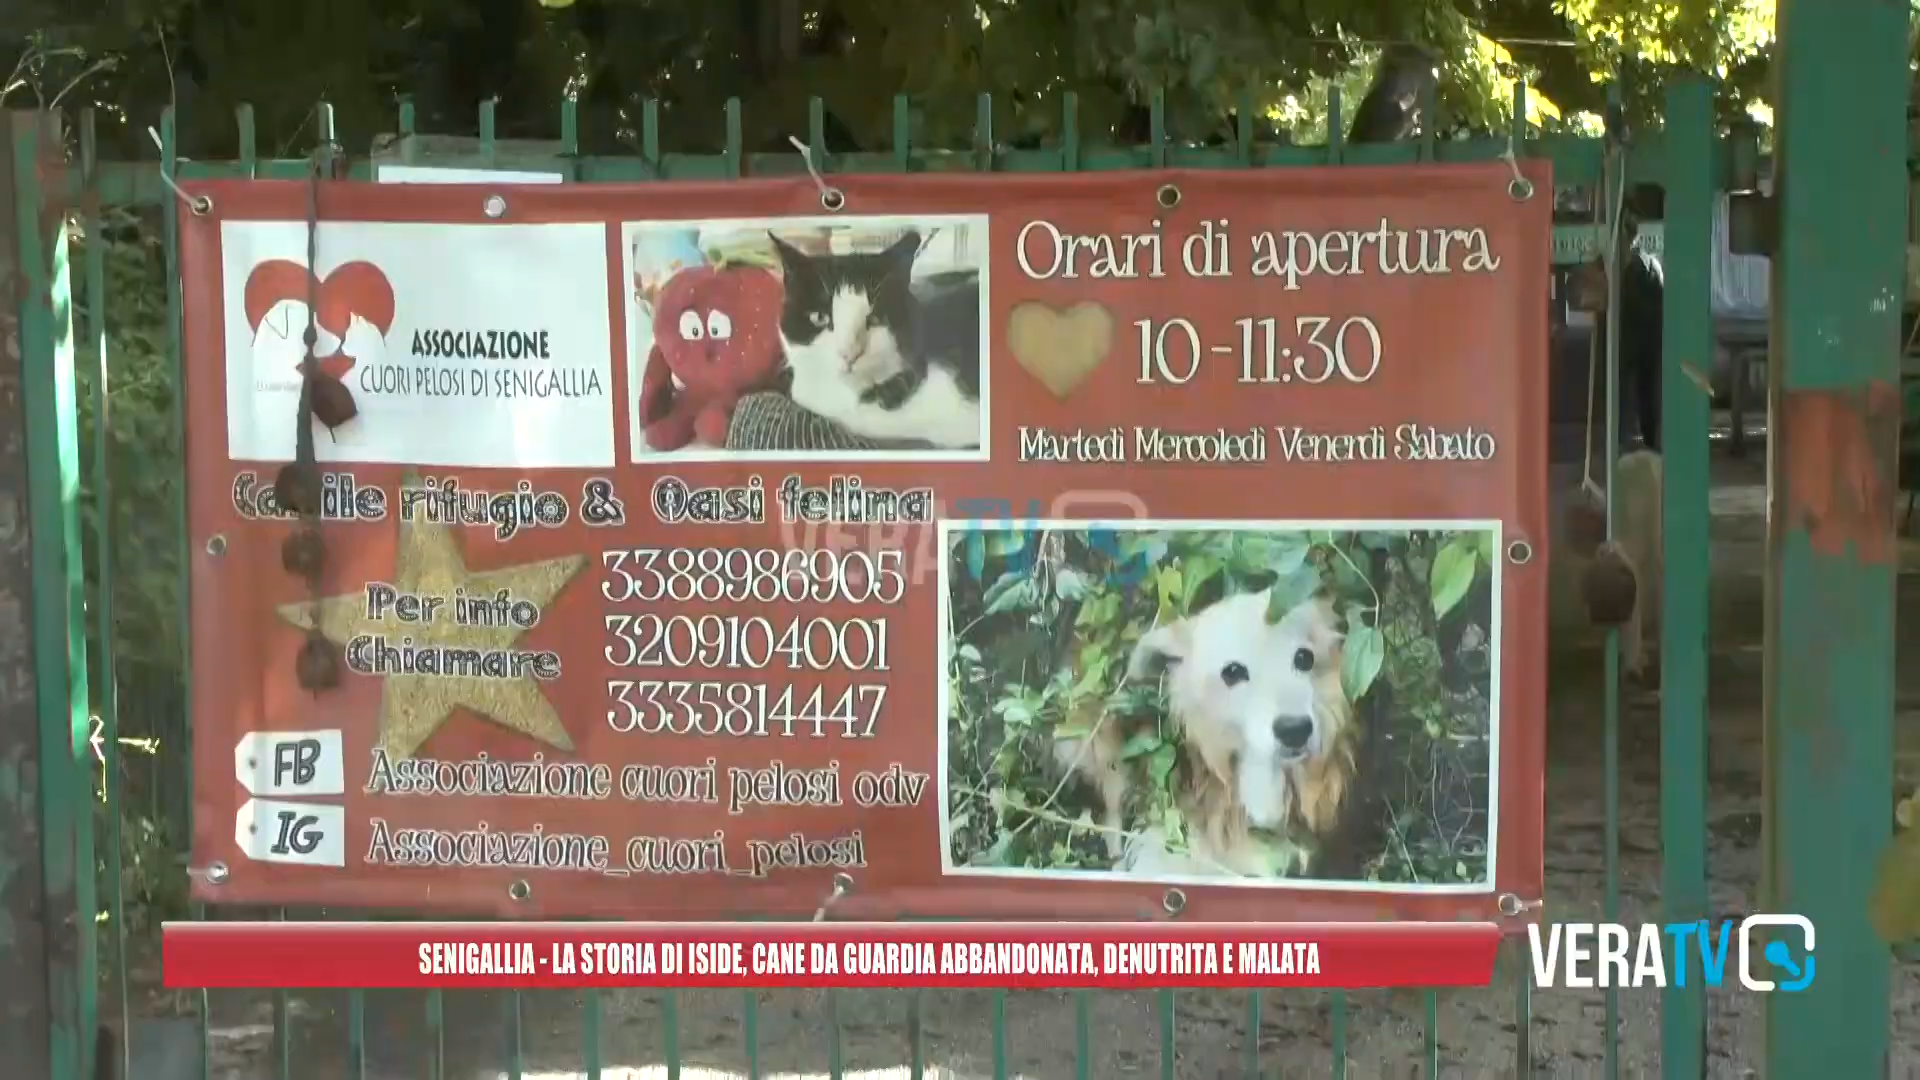 ASSOCIAZIONE
CUORI PELOSI DI SENIGALLIA
Orari di apertura
10-11:30
Martedì Mercoledì Venerdì Sabato
rifugio & Oasi felina
Per info
Chiamare
3388986905
3209104001
3335814447
FB Associazione cuori pelosi odv
IG Associazione_cuori_pelosi
VERATV
SENIGALLIA - LA STORIA DI ISIDE, CANE DA GUARDIA ABBANDONATA, DENUTRITA E MALATA
VERATV